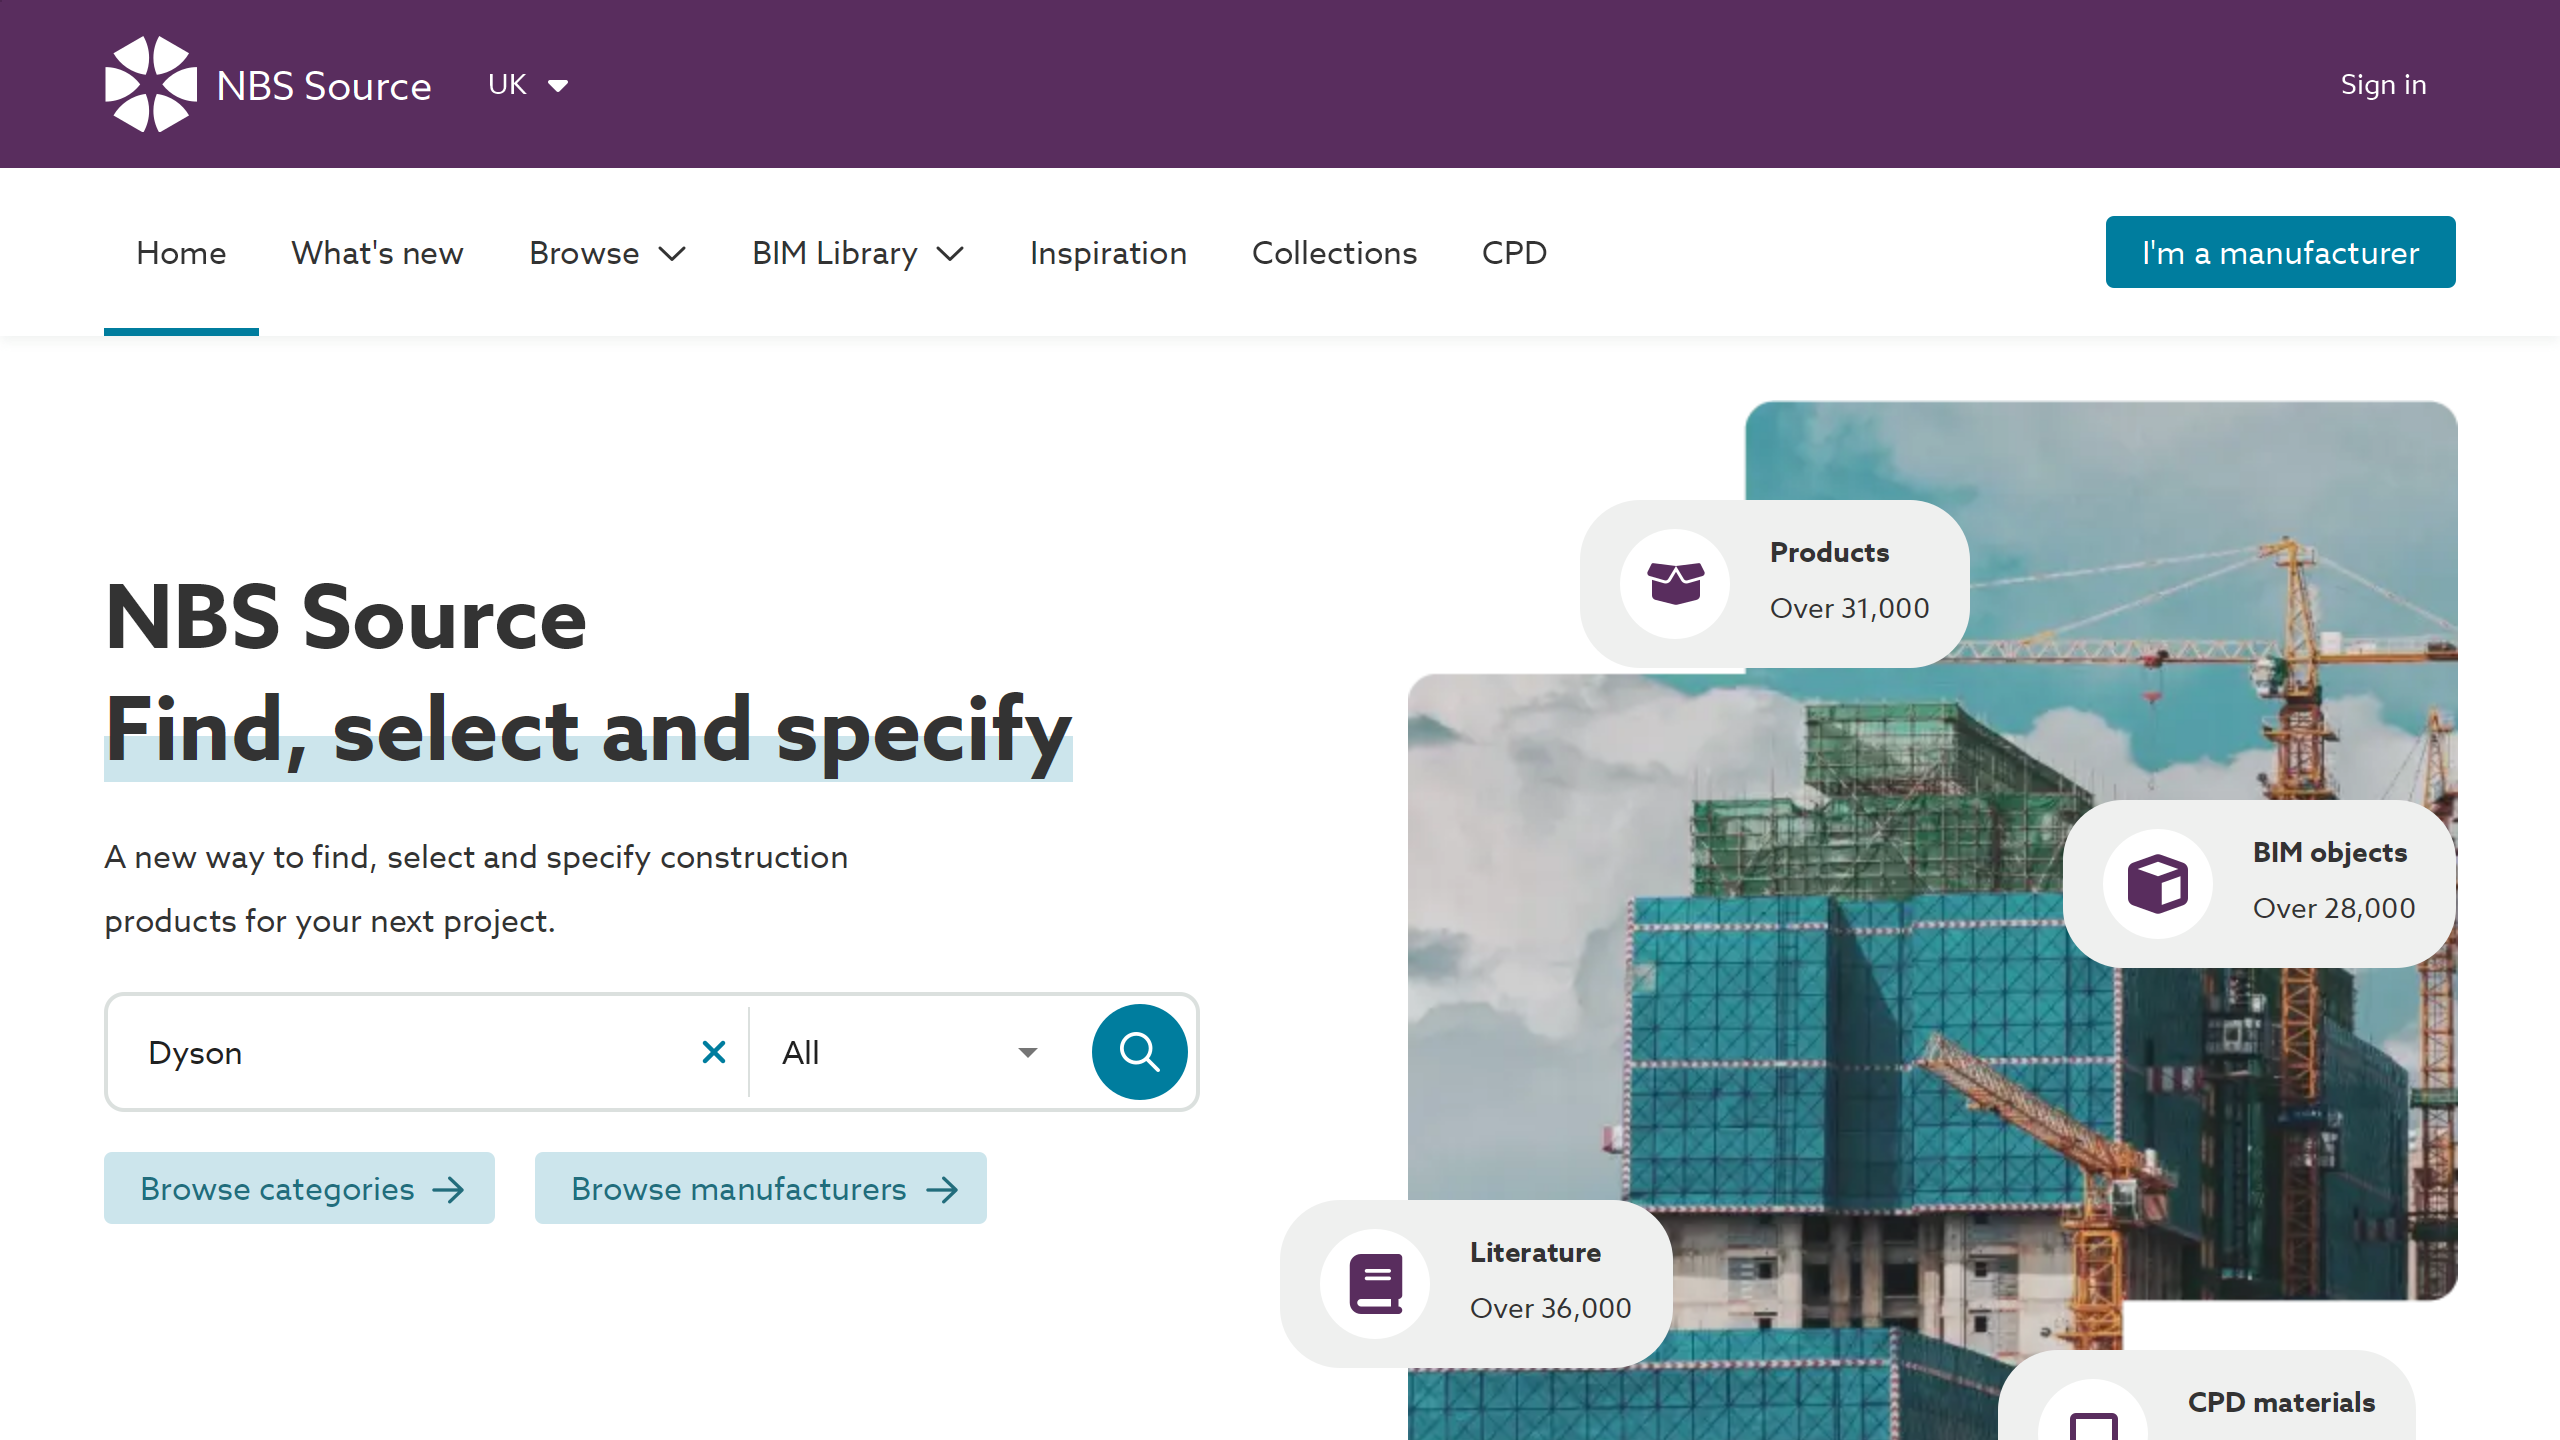 NBS Source
UK
Sign in
Home
What's new
Browse
BIM Library
Inspiration
Collections
CPD
I'm a manufacturer
NBS Source
Find, select and specify
A new way to find, select and specify construction
products for your next project.
Dyson
All
Browse categories
Browse manufacturers
Products
Over 31,000
BIM objects
Over 28,000
Literature
Over 36,000
CPD materials